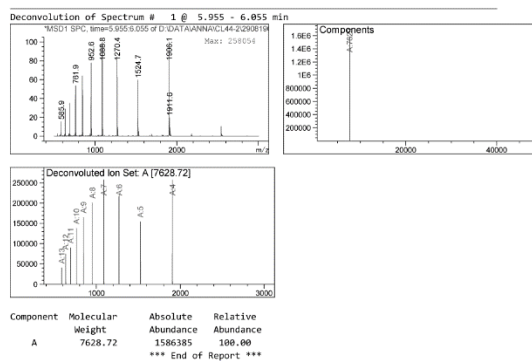 Deconvolution of Spectrum # 1 @ 5.955 - 6.055 min
*MSD1 SPC, time=5.955:6.055 of D:\DATA\ANNA\CL44-2\2908190
Max: 258054
100
80
60
40
20
0
585.9
761.9
952.6
1088.8
1270.4
1524.7
1906.1
1911.6
1000
2000
m/z
Components
1.6E6
1.4E6
1.2E6
1E6
800000
600000
400000
200000
20000
40000
Deconvoluted Ion Set: A [7628.72]
250000
200000
150000
100000
50000
0
A:13
A:12
A:11
A:10
A:9
A:8
A:7
A:6
A:5
A:4
1000
2000
3000
Component Molecular Absolute Relative
Weight Abundance Abundance
A 7628.72 1586385 100.00
*** End of Report ***